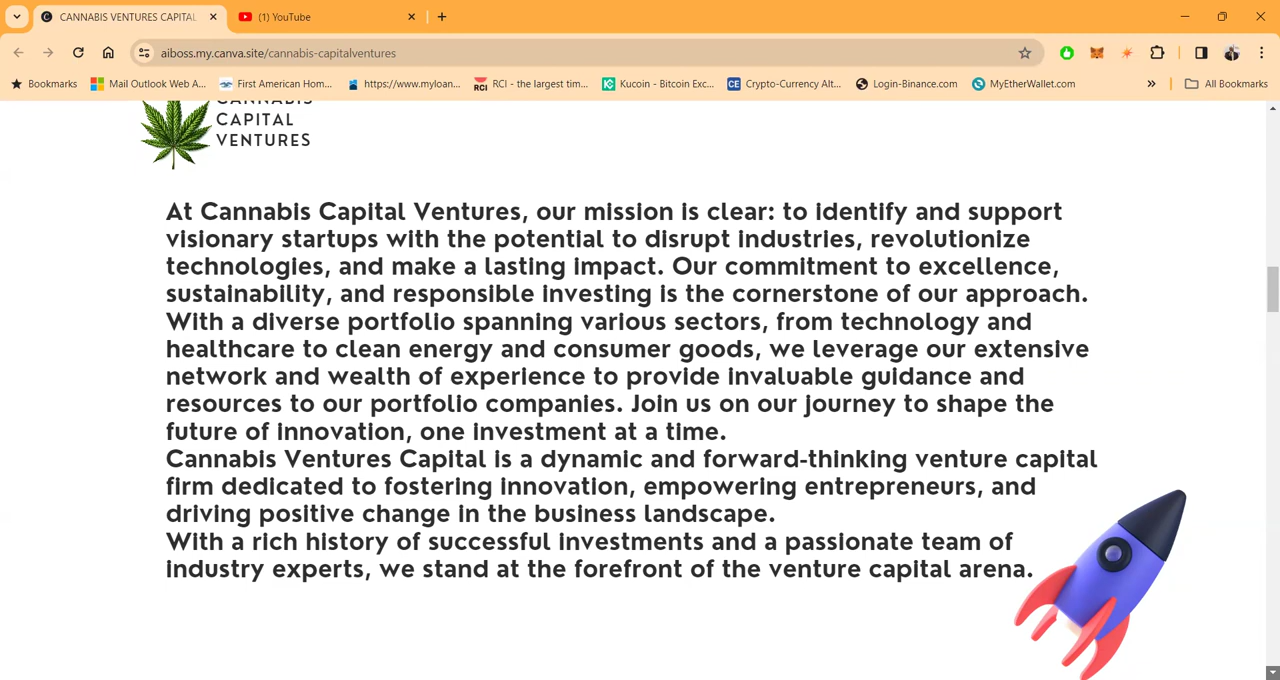 CANNABIS VENTURES CAPITAL
(1) YouTube
aiboss.my.canva.site/cannabis-capitalventures
Bookmarks
Mail Outlook Web A...
First American Hom...
https://www.myloan...
RCI - the largest tim...
Kucoin - Bitcoin Exc...
Crypto-Currency Alt...
Login-Binance.com
MyEtherWallet.com
»
All Bookmarks
CANNABIS
CAPITAL
VENTURES
At Cannabis Capital Ventures, our mission is clear: to identify and support
visionary startups with the potential to disrupt industries, revolutionize
technologies, and make a lasting impact. Our commitment to excellence,
sustainability, and responsible investing is the cornerstone of our approach.
With a diverse portfolio spanning various sectors, from technology and
healthcare to clean energy and consumer goods, we leverage our extensive
network and wealth of experience to provide invaluable guidance and
resources to our portfolio companies. Join us on our journey to shape the
future of innovation, one investment at a time.
Cannabis Ventures Capital is a dynamic and forward-thinking venture capital
firm dedicated to fostering innovation, empowering entrepreneurs, and
driving positive change in the business landscape.
With a rich history of successful investments and a passionate team of
industry experts, we stand at the forefront of the venture capital arena.